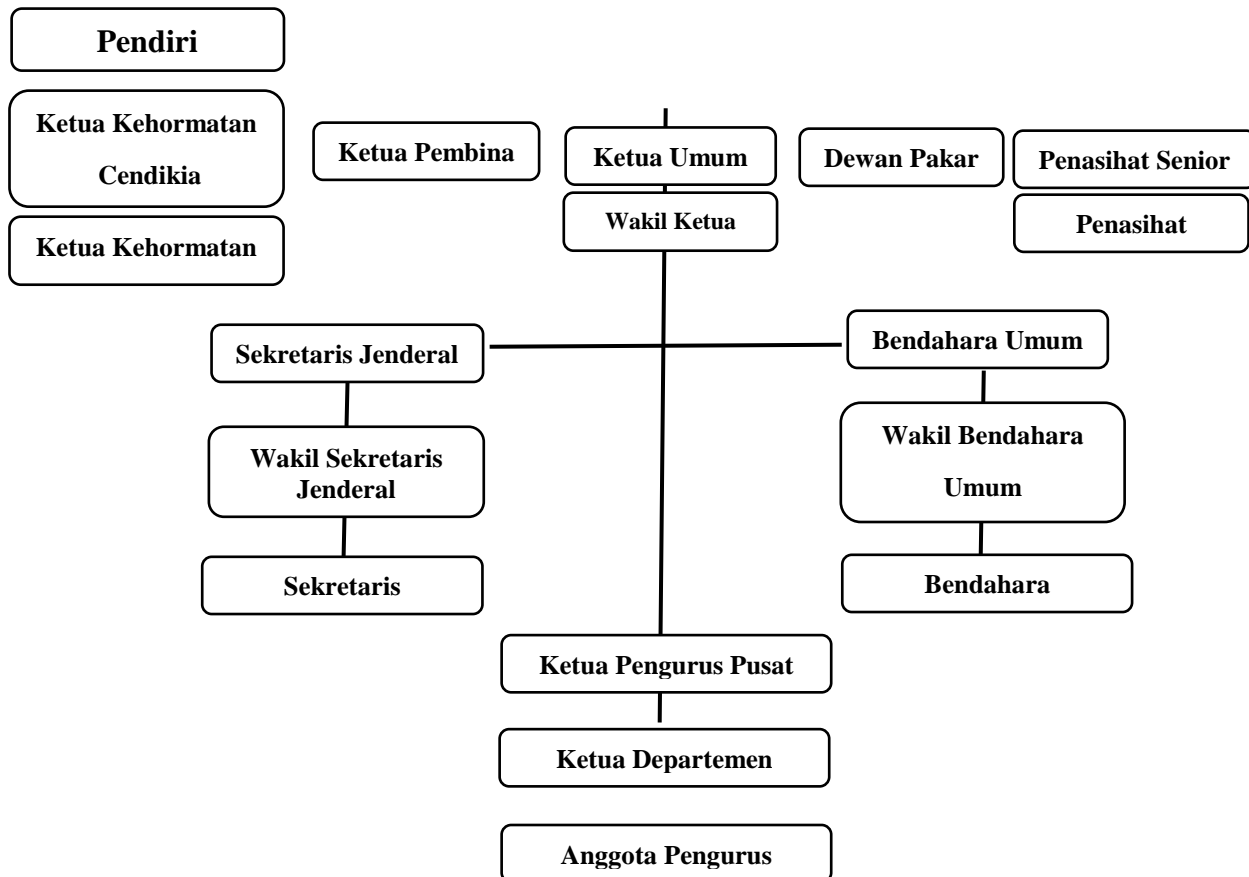 Pendiri
Ketua Kehormatan
Cendikia
Ketua Kehormatan
Ketua Pembina
Ketua Umum
Wakil Ketua
Dewan Pakar
Penasihat Senior
Penasihat
Sekretaris Jenderal
Wakil Sekretaris
Jenderal
Sekretaris
Bendahara Umum
Wakil Bendahara
Umum
Bendahara
Ketua Pengurus Pusat
Ketua Departemen
Anggota Pengurus